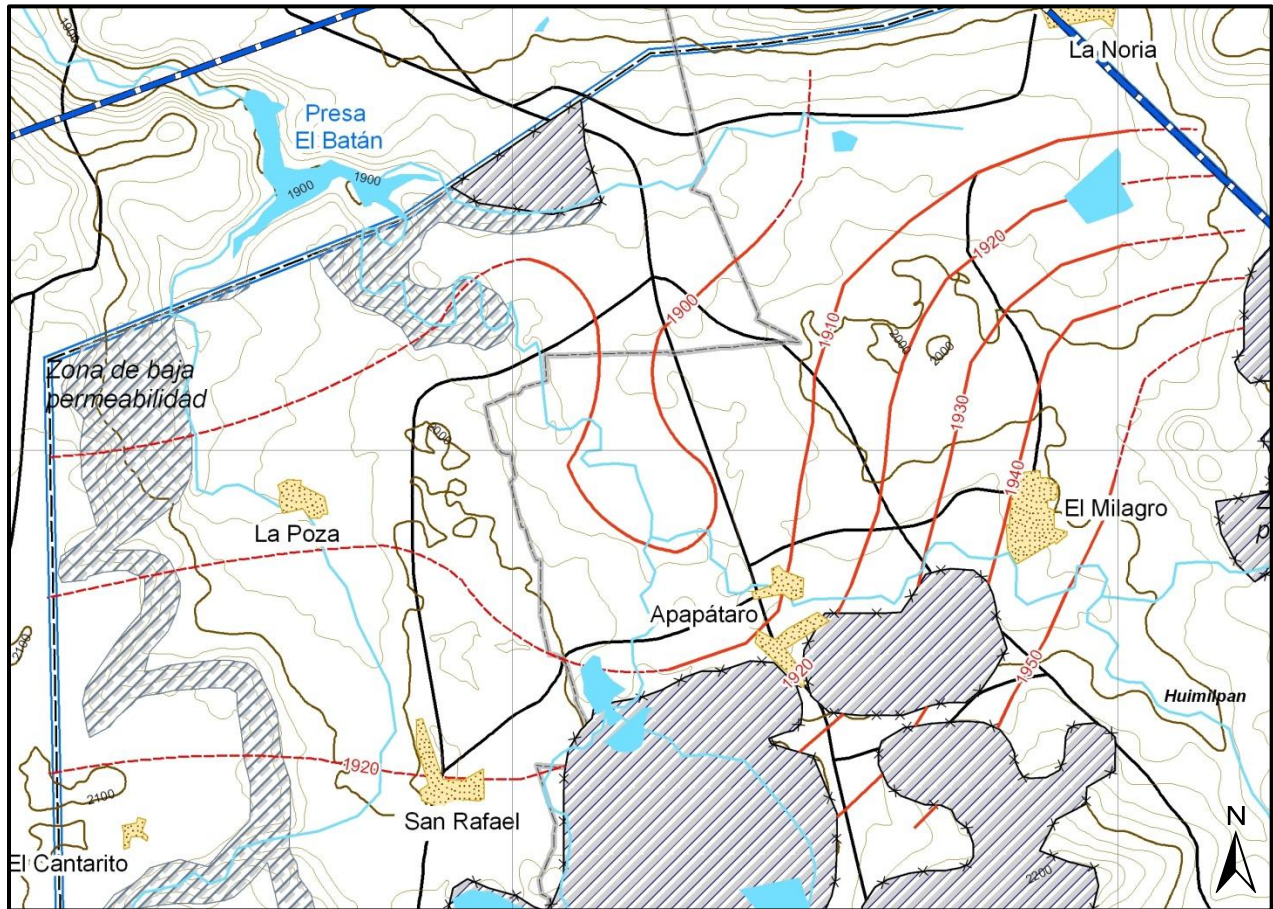 1900
La Noria
Presa
El Batán
1900
1900
1920
1900
1910
2000
2000
Zona de baja
permeabilidad
1930
2000
1940
La Poza
El Milagro
Apapátaro
2100
1920
1950
Huimilpan
1920
2100
San Rafael
El Cantarito
2200
N